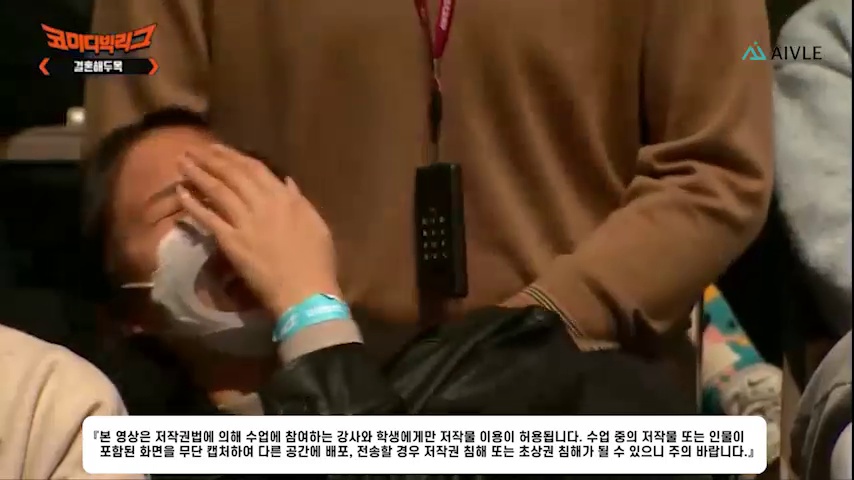 코미디빅리그
결혼해두목
AIVLE
『본 영상은 저작권법에 의해 수업에 참여하는 강사와 학생에게만 저작물 이용이 허용됩니다. 수업 중의 저작물 또는 인물이
포함된 화면을 무단 캡처하여 다른 공간에 배포, 전송할 경우 저작권 침해 또는 초상권 침해가 될 수 있으니 주의 바랍니다.』